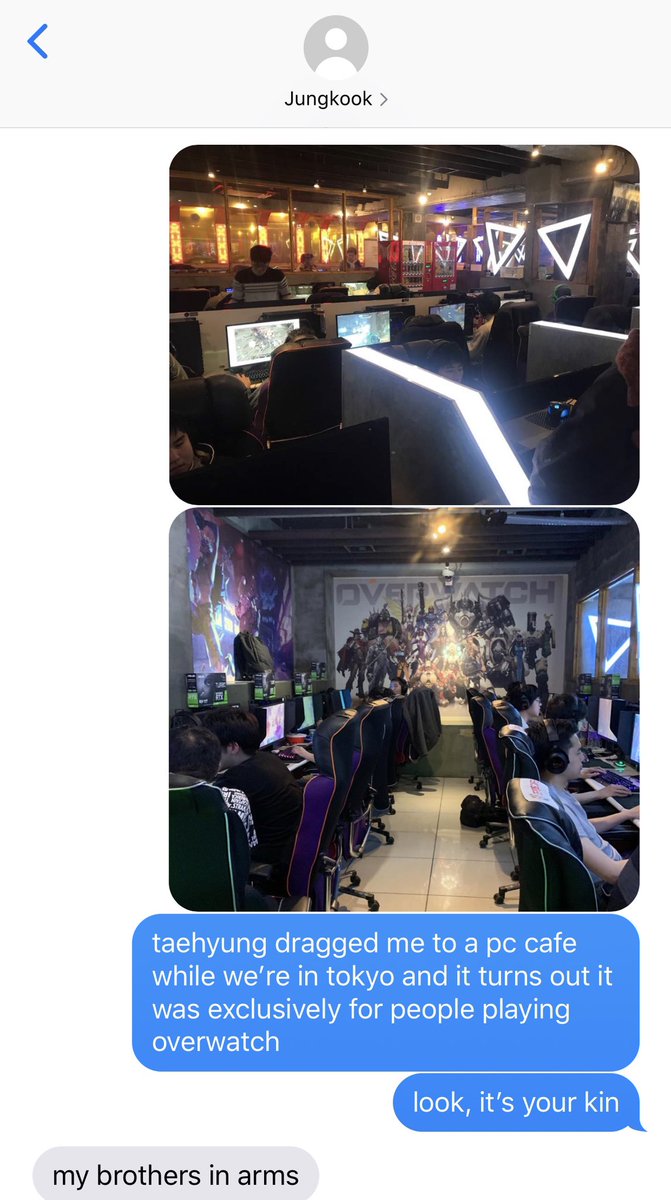 Jungkook
OVERWATCH
taehyung dragged me to a pc cafe
while we’re in tokyo and it turns out it
was exclusively for people playing
overwatch
look, it’s your kin
my brothers in arms